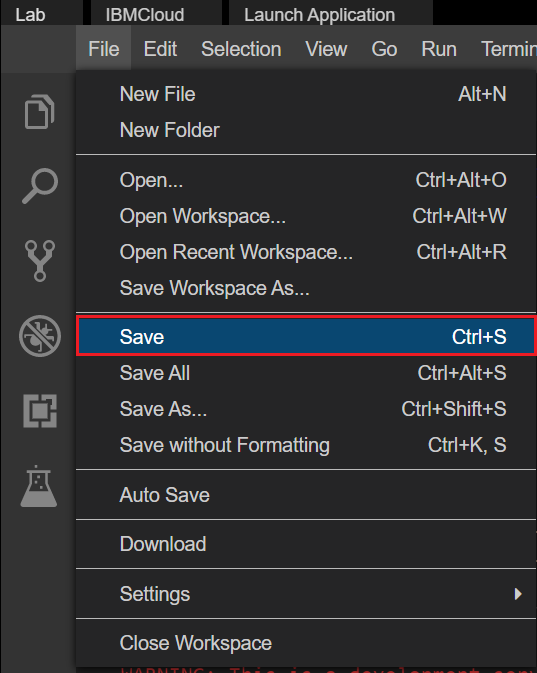 Lab IBMCloud Launch Application
File Edit Selection View Go Run Termin
New File Alt+N
New Folder
Open... Ctrl+Alt+O
Open Workspace... Ctrl+Alt+W
Open Recent Workspace... Ctrl+Alt+R
Save Workspace As...
Save Ctrl+S
Save All Ctrl+Alt+S
Save As... Ctrl+Shift+S
Save without Formatting Ctrl+K, S
Auto Save
Download
Settings
Close Workspace
WARNING: This is a development serv